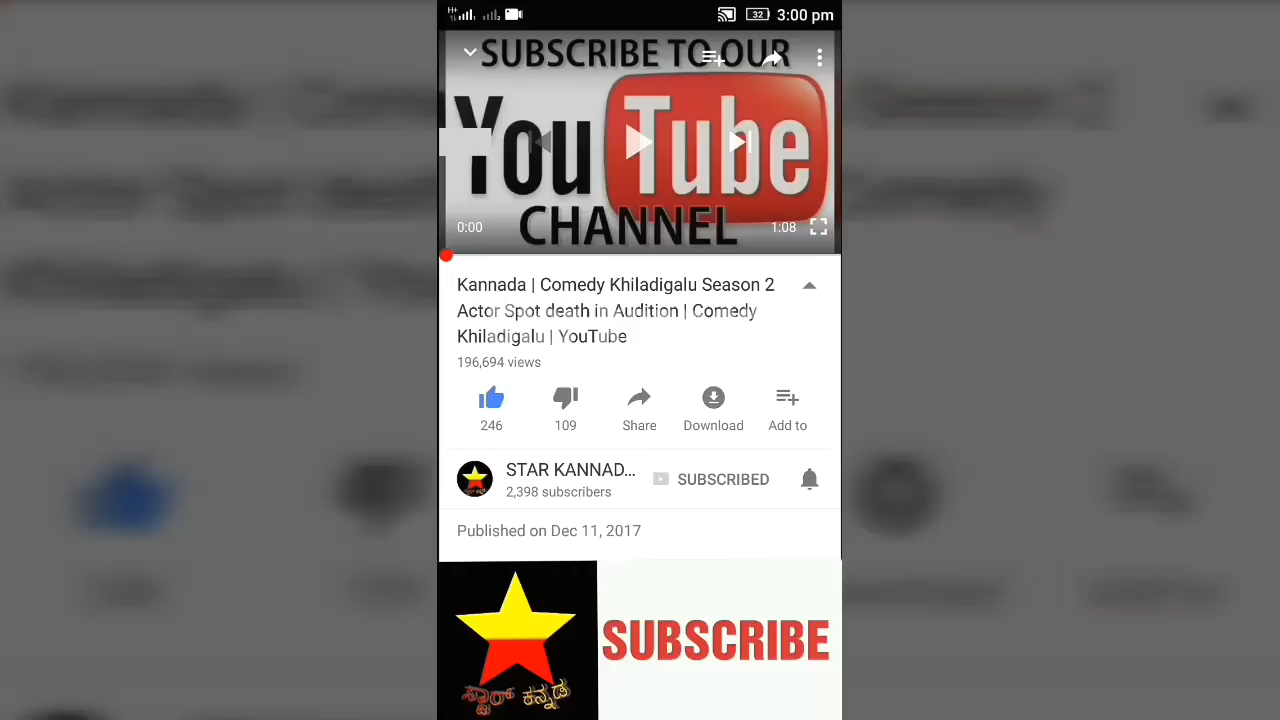 H+
32
3:00 pm
SUBSCRIBE TO OUR
YouTube
CHANNEL
0:00
1:08
Kannada | Comedy Khiladigalu Season 2
Actor Spot death in Audition | Comedy
Khiladigalu | YouTube
196,694 views
246
109
Share
Download
Add to
STAR KANNAD...
2,398 subscribers
SUBSCRIBED
Published on Dec 11, 2017
SUBSCRIBE
ಸ್ಟಾರ್ ಕನ್ನಡ